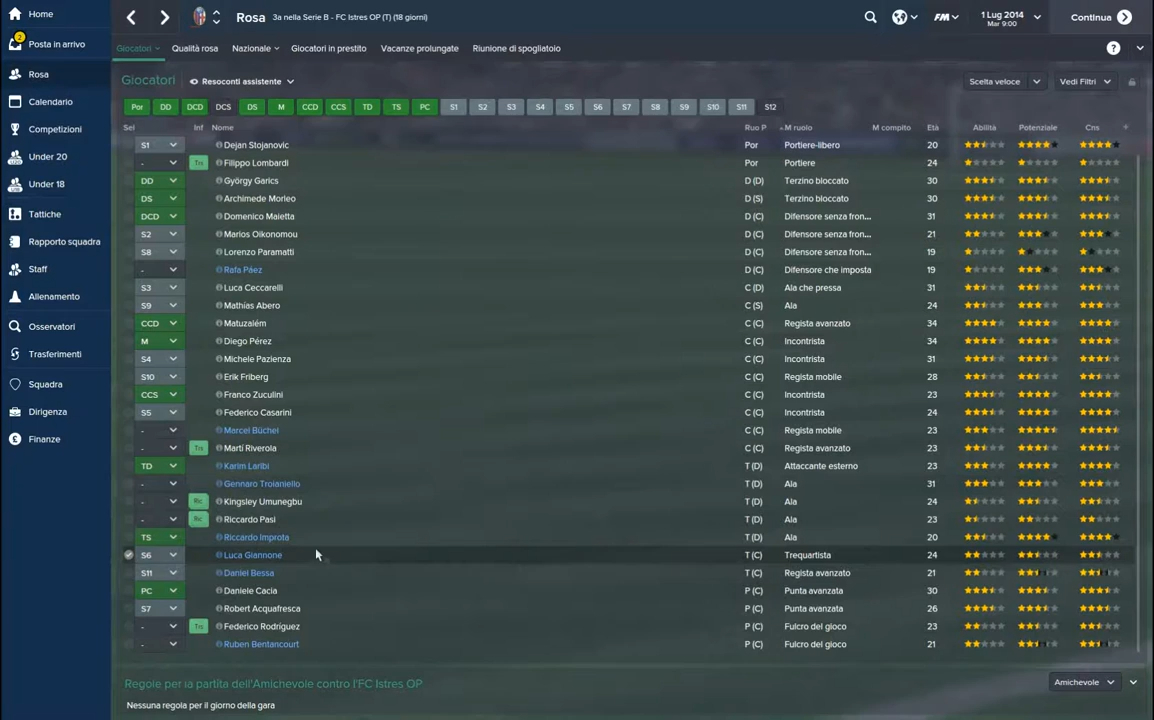 Home
Rosa 3a nella Serie B - FC Istres OP (T) (18 giorni)
FM
1 Lug 2014
Mar 9:00
Continua
2
Posta in arrivo
Rosa
Calendario
Competizioni
Under 20
Under 18
Tattiche
Rapporto squadra
Staff
Allenamento
Osservatori
Trasferimenti
Squadra
Dirigenza
Finanze
Giocatori Qualità rosa Nazionale Giocatori in prestito Vacanze prolungate Riunione di spogliatoio ?
Giocatori Resoconti assistente Scelta veloce Vedi Filtri
Por DD DCD DCS DS M CCD CCS TD TS PC S1 S2 S3 S4 S5 S6 S7 S8 S9 S10 S11 S12
Sel Inf Nome Ruo P M ruolo M compito Età Abilità Potenziale Cns +
S1 Dejan Stojanovic Por Portiere-libero 20
- Trs Filippo Lombardi Por Portiere 24
DD György Garics D (D) Terzino bloccato 30
DS Archimede Morleo D (S) Terzino bloccato 30
DCD Domenico Maietta D (C) Difensore senza fron... 31
S2 Marios Oikonomou D (C) Difensore senza fron... 21
S8 Lorenzo Paramatti D (C) Difensore senza fron... 19
- Rafa Páez D (C) Difensore che imposta 19
S3 Luca Ceccarelli C (D) Ala che pressa 31
S9 Mathías Abero C (S) Ala 24
CCD Matuzalém C (C) Regista avanzato 34
M Diego Pérez C (C) Incontrista 34
S4 Michele Pazienza C (C) Incontrista 31
S10 Erik Friberg C (C) Regista mobile 28
CCS Franco Zuculini C (C) Incontrista 23
S5 Federico Casarini C (C) Incontrista 24
- Marcel Büchel C (C) Regista mobile 23
- Trs Martí Riverola C (C) Regista avanzato 23
TD Karim Laribi T (D) Attaccante esterno 23
- Gennaro Troianiello T (D) Ala 31
- Ric Kingsley Umunegbu T (D) Ala 24
- Ric Riccardo Pasi T (D) Ala 23
TS Riccardo Improta T (D) Ala 20
S6 Luca Giannone T (C) Trequartista 24
S11 Daniel Bessa T (C) Regista avanzato 21
PC Daniele Cacia P (C) Punta avanzata 30
S7 Robert Acquafresca P (C) Punta avanzata 26
- Trs Federico Rodríguez P (C) Fulcro del gioco 23
- Ruben Bentancourt P (C) Fulcro del gioco 21
Regole per la partita dell'Amichevole contro l'FC Istres OP
Amichevole
Nessuna regola per il giorno della gara